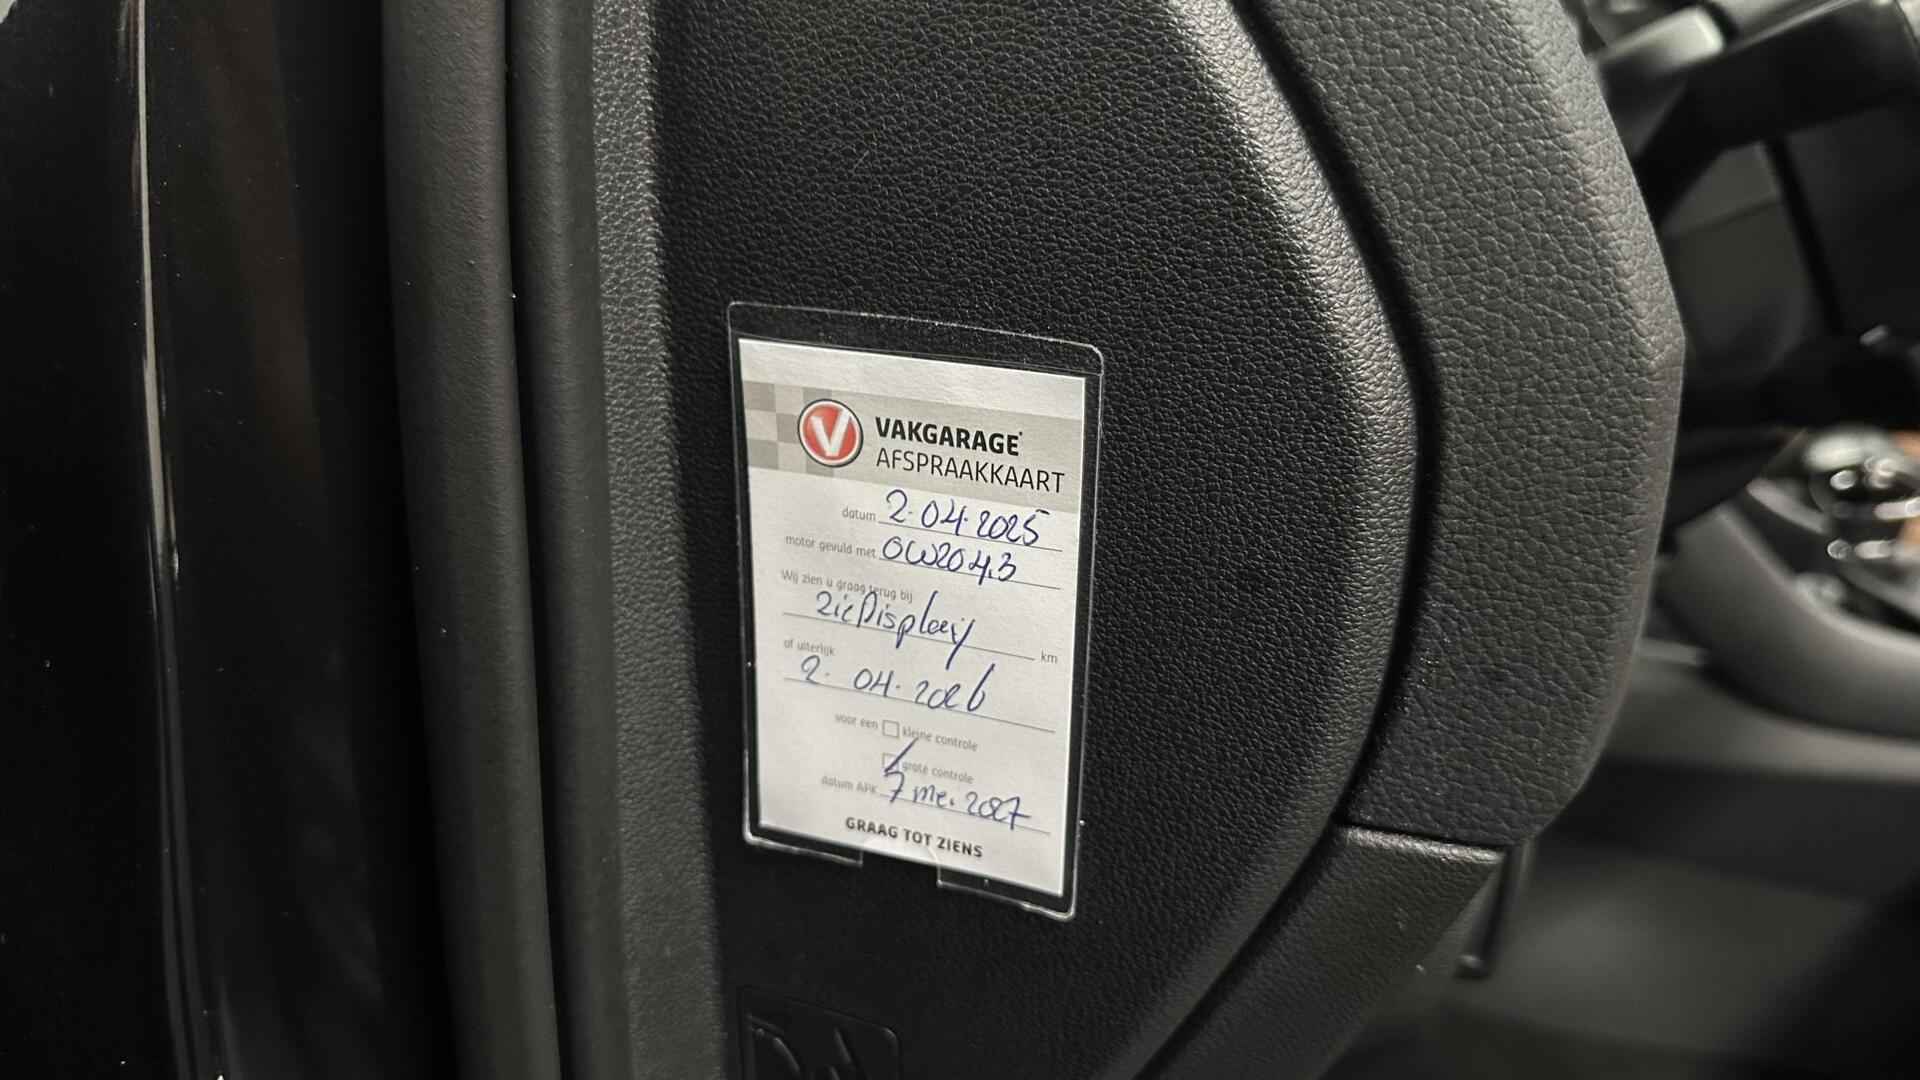 V VAKGARAGE
AFSPRAAKKAART
datum 2-04-2025
motor gevuld met 0W20 4,3
Wij zien u graag terug bij
Zie Display km
of uiterlijk
2-04-2026
voor een kleine controle
grote controle
datum APK 7 mei 2027
GRAAG TOT ZIENS